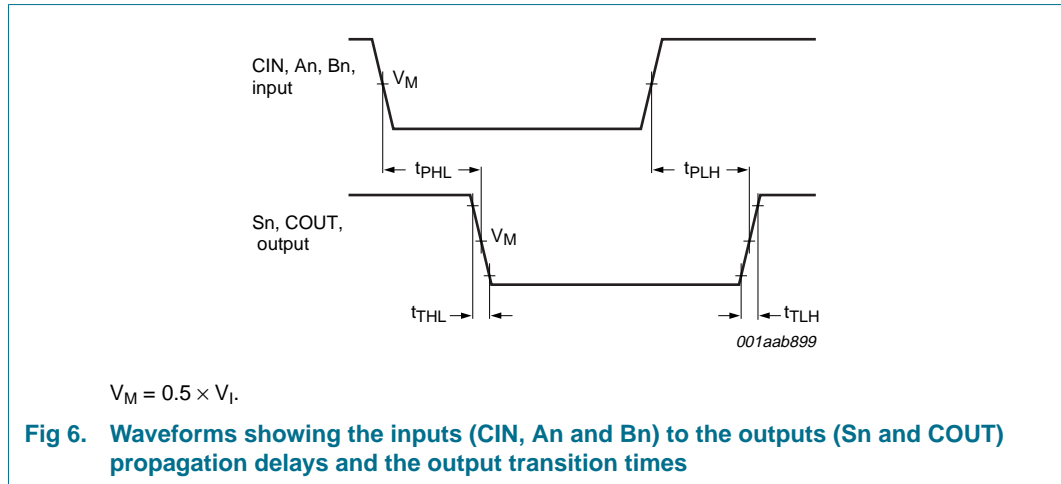 CIN, An, Bn,
input
VM
tPHL
tPLH
Sn, COUT,
output
VM
tTHL
tTLH
001aab899
VM = 0.5 × VI.
Fig 6. Waveforms showing the inputs (CIN, An and Bn) to the outputs (Sn and COUT)
propagation delays and the output transition times